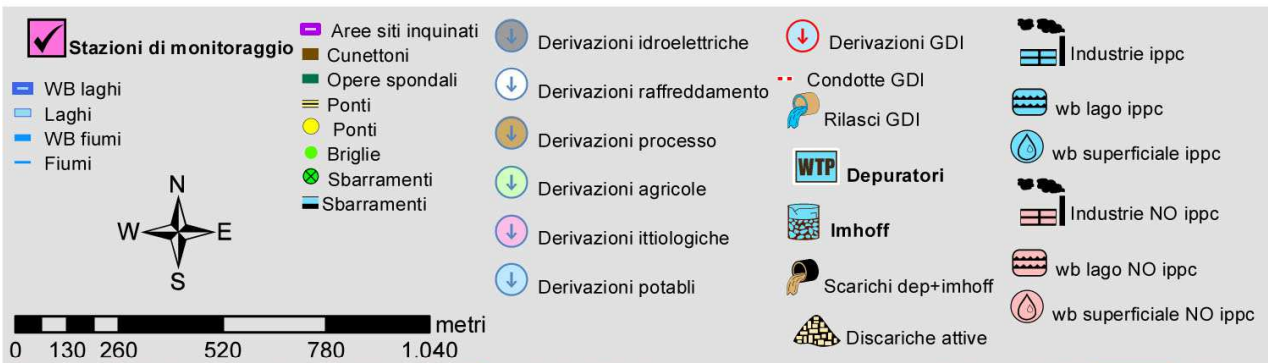 Stazioni di monitoraggio
WB laghi
Laghi
WB fiumi
Fiumi
N
W
E
S
metri
0 130 260 520 780 1.040
Aree siti inquinati
Cunettoni
Opere spondali
Ponti
Ponti
Briglie
Sbarramenti
Sbarramenti
Derivazioni idroelettriche
Derivazioni raffreddamento
Derivazioni processo
Derivazioni agricole
Derivazioni ittiologiche
Derivazioni potabli
Derivazioni GDI
Condotte GDI
Rilasci GDI
WTP Depuratori
Imhoff
Scarichi dep+imhoff
Discariche attive
Industrie ippc
wb lago ippc
wb superficiale ippc
Industrie NO ippc
wb lago NO ippc
wb superficiale NO ippc